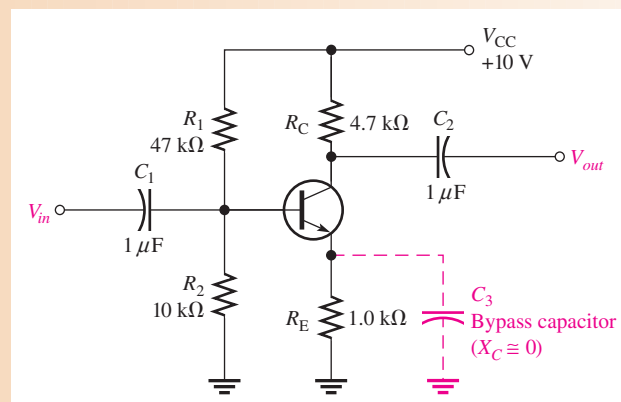 V_CC
+10 V
R_1
47 kΩ
R_C
4.7 kΩ
C_2
1 μF
V_out
C_1
1 μF
V_in
R_2
10 kΩ
R_E
1.0 kΩ
C_3
Bypass capacitor
(X_C ≅ 0)